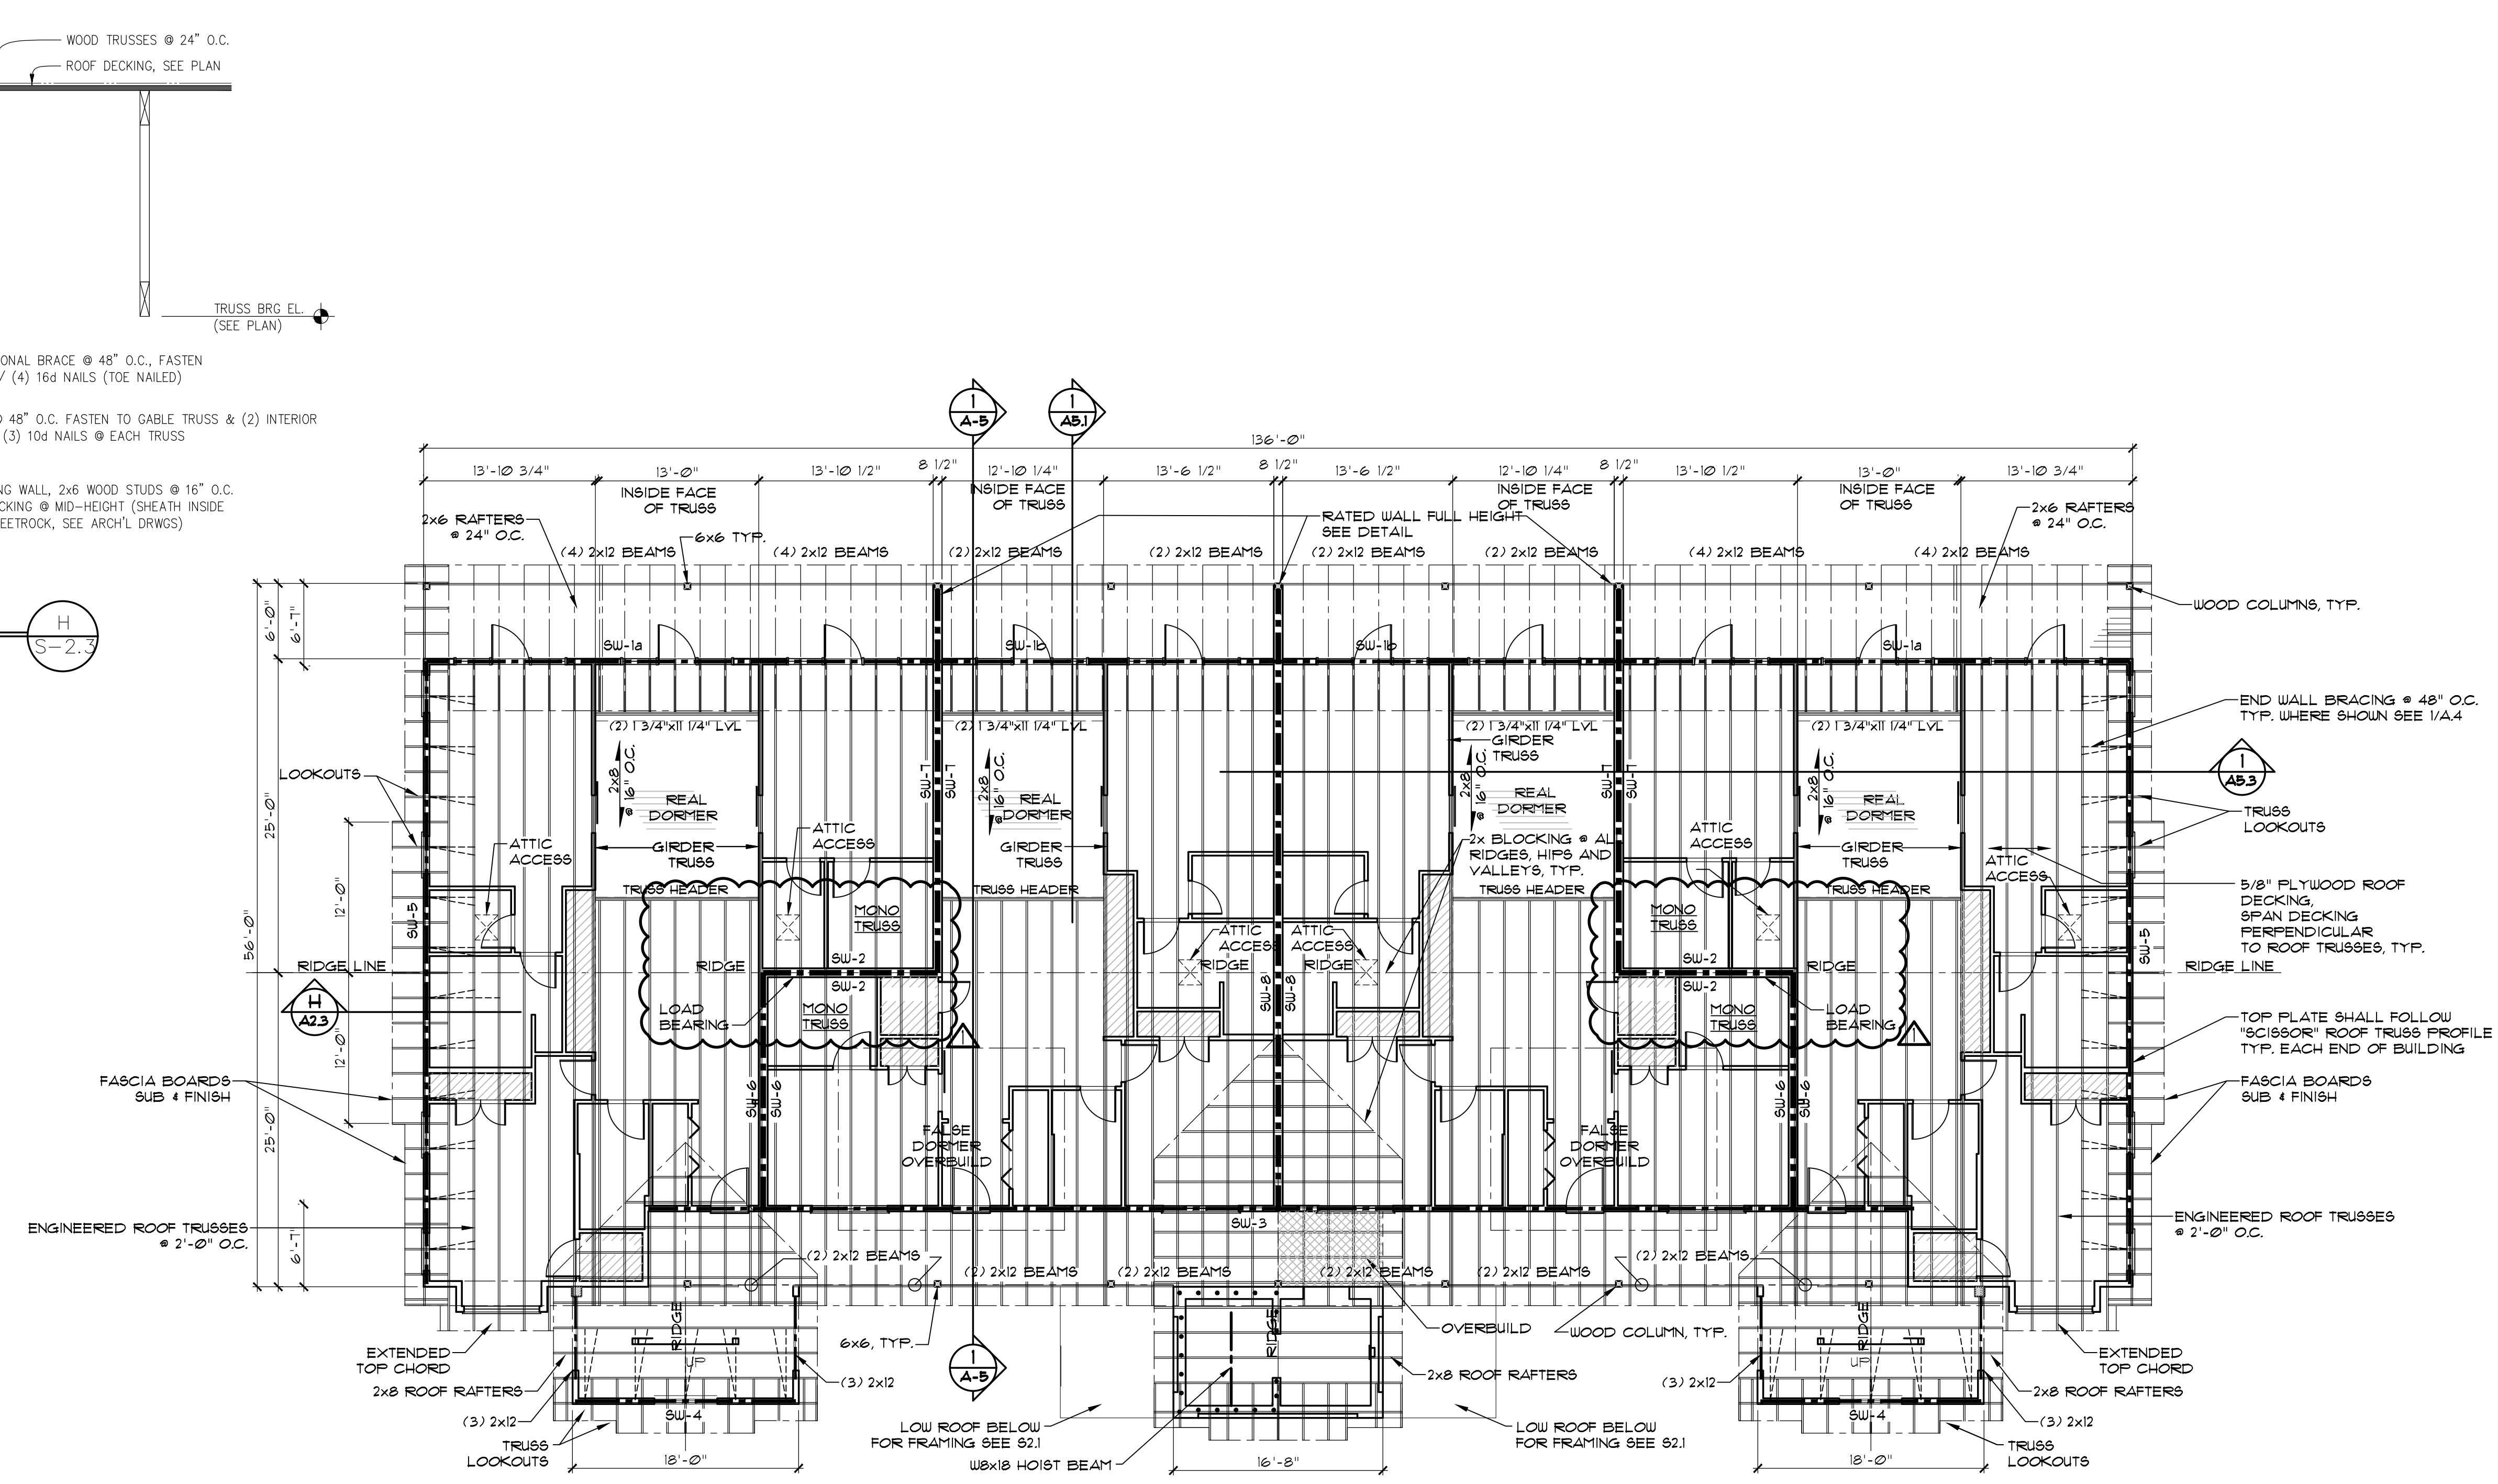 WOOD TRUSSES @ 24" O.C.
ROOF DECKING, SEE PLAN
TRUSS BRG EL.
(SEE PLAN)
ONAL BRACE @ 48" O.C., FASTEN
/ (4) 16d NAILS (TOE NAILED)
48" O.C. FASTEN TO GABLE TRUSS & (2) INTERIOR
(3) 10d NAILS @ EACH TRUSS
NG WALL, 2x6 WOOD STUDS @ 16" O.C.
CKING @ MID-HEIGHT (SHEATH INSIDE
EETROCK, SEE ARCH'L DRWGS)
H
S-2.3
1
A-5
1
A5.1
136'-0"
13'-10 3/4"
13'-0"
13'-10 1/2"
8 1/2"
12'-10 1/4"
13'-6 1/2"
8 1/2"
13'-6 1/2"
12'-10 1/4"
8 1/2"
13'-10 1/2"
13'-0"
13'-10 3/4"
INSIDE FACE
OF TRUSS
INSIDE FACE
OF TRUSS
INSIDE FACE
OF TRUSS
INSIDE FACE
OF TRUSS
2x6 RAFTERS
@ 24" O.C.
6x6 TYP.
RATED WALL FULL HEIGHT
SEE DETAIL
2x6 RAFTERS
@ 24" O.C.
(4) 2x12 BEAMS
(4) 2x12 BEAMS
(2) 2x12 BEAMS
(2) 2x12 BEAMS
(2) 2x12 BEAMS
(2) 2x12 BEAMS
(4) 2x12 BEAMS
(4) 2x12 BEAMS
WOOD COLUMNS, TYP.
6'-0"
6'-7"
SW-1a
SW-1b
SW-1b
SW-1a
END WALL BRACING @ 48" O.C.
TYP. WHERE SHOWN SEE 1/A.4
(2) 1 3/4"x11 1/4" LVL
(2) 1 3/4"x11 1/4" LVL
(2) 1 3/4"x11 1/4" LVL
(2) 1 3/4"x11 1/4" LVL
GIRDER
TRUSS
2x8
@ 16" O.C.
2x8
@ 16" O.C.
2x8
@ 16" O.C.
2x8
@ 16" O.C.
SW-7
SW-7
SW-7
SW-7
1
A5.3
LOOKOUTS
REAL
DORMER
REAL
DORMER
REAL
DORMER
REAL
DORMER
TRUSS
LOOKOUTS
25'-0"
ATTIC
ACCESS
ATTIC
ACCESS
ATTIC
ACCESS
ATTIC
ACCESS
GIRDER
TRUSS
GIRDER
TRUSS
GIRDER
TRUSS
2x BLOCKING @ AL
RIDGES, HIPS AND
VALLEYS, TYP.
TRUSS HEADER
TRUSS HEADER
TRUSS HEADER
TRUSS HEADER
5/8" PLYWOOD ROOF
DECKING,
SPAN DECKING
PERPENDICULAR
TO ROOF TRUSSES, TYP.
12'-0"
56'-0"
SW-5
MONO
TRUSS
MONO
TRUSS
ATTIC
ACCESS
ATTIC
ACCESS
SW-5
RIDGE LINE
RIDGE
SW-2
RIDGE
RIDGE
SW-2
RIDGE
RIDGE LINE
SW-2
SW-2
SW-8
SW-8
H
A2.3
LOAD
BEARING
MONO
TRUSS
MONO
TRUSS
LOAD
BEARING
1
1
TOP PLATE SHALL FOLLOW
"SCISSOR" ROOF TRUSS PROFILE
TYP. EACH END OF BUILDING
12'-0"
FASCIA BOARDS
SUB & FINISH
FASCIA BOARDS
SUB & FINISH
25'-0"
SW-6
SW-6
SW-6
SW-6
FALSE
DORMER
OVERBUILD
FALSE
DORMER
OVERBUILD
ENGINEERED ROOF TRUSSES
@ 2'-0" O.C.
6'-7"
SW-3
ENGINEERED ROOF TRUSSES
@ 2'-0" O.C.
(2) 2x12 BEAMS
(2) 2x12 BEAMS
(2) 2x12 BEAMS
(2) 2x12 BEAMS
(2) 2x12 BEAMS
(2) 2x12 BEAMS
RIDGE
RIDGE
RIDGE
OVERBUILD
WOOD COLUMN, TYP.
6x6, TYP.
EXTENDED
TOP CHORD
UP
UP
EXTENDED
TOP CHORD
1
A-5
2x8 ROOF RAFTERS
(3) 2x12
2x8 ROOF RAFTERS
(3) 2x12
2x8 ROOF RAFTERS
(3) 2x12
SW-4
SW-4
(3) 2x12
LOW ROOF BELOW
FOR FRAMING SEE S2.1
LOW ROOF BELOW
FOR FRAMING SEE S2.1
TRUSS
LOOKOUTS
TRUSS
LOOKOUTS
W8x18 HOIST BEAM
18'-0"
16'-8"
18'-0"